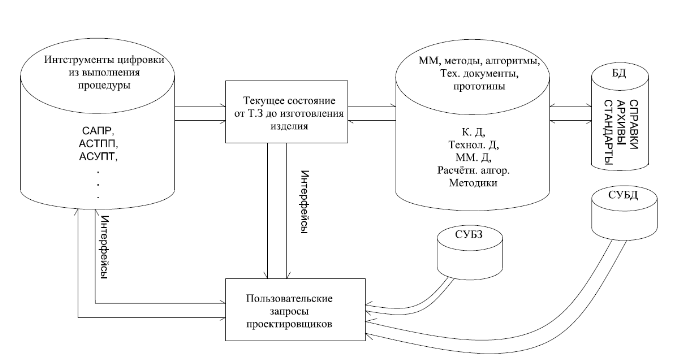 Интструменты цифровки
из выполнения
процедуры
САПР,
АСТПП,
АСУПТ,
.
.
.
Текущее состояние
от Т.З до изготовления
изделия
ММ, методы, алгоритмы,
Тех. документы,
прототипы
К. Д,
Технол. Д,
ММ. Д,
Расчётн. алгор.
Методики
БД
СПРАВКИ
АРХИВЫ
СТАНДАРТЫ
СУБД
СУБЗ
Интерфейсы
Интерфейсы
Пользовательские
запросы
проектировщиков